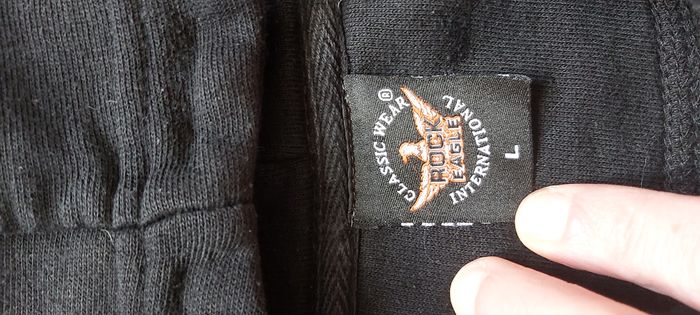 CLASSIC WEAR®
ROCK
EAGLE
INTERNATIONAL
L